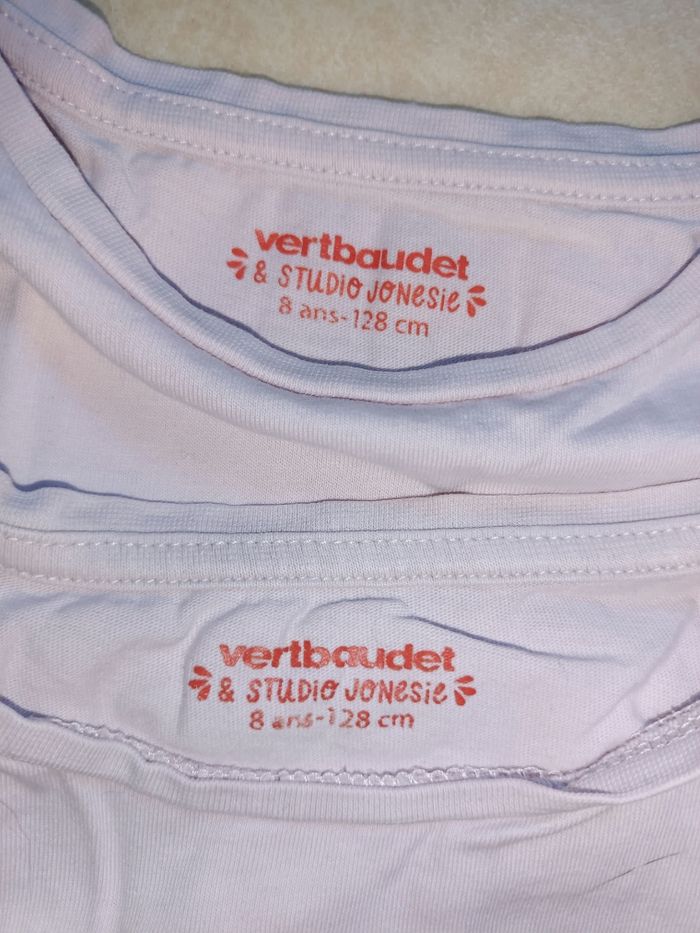 vertbaudet
& STUDIO JONESIE
8 ans-128 cm
vertbaudet
& STUDIO JONESIE
8 ans-128 cm